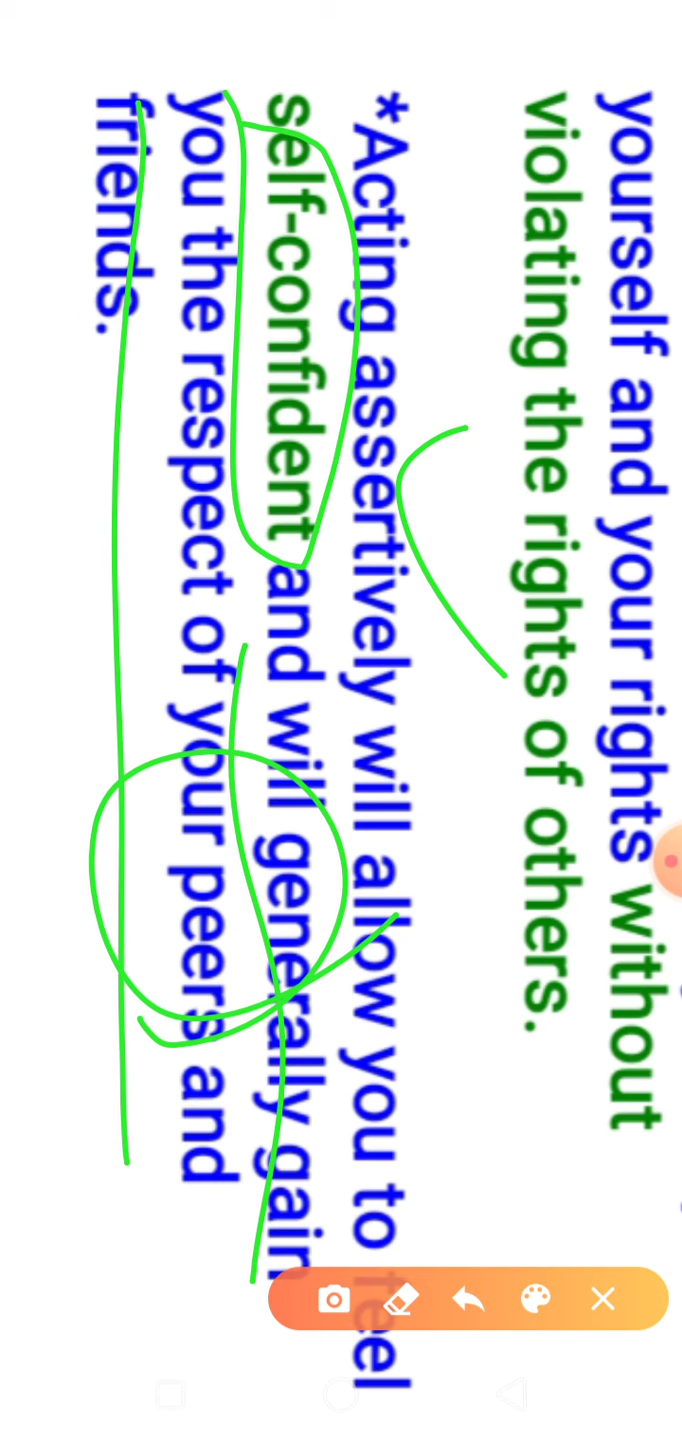 yourself and your rights without
violating the rights of others.
*Acting assertively will allow you to feel
self-confident and will generally gain
you the respect of your peers and
friends.